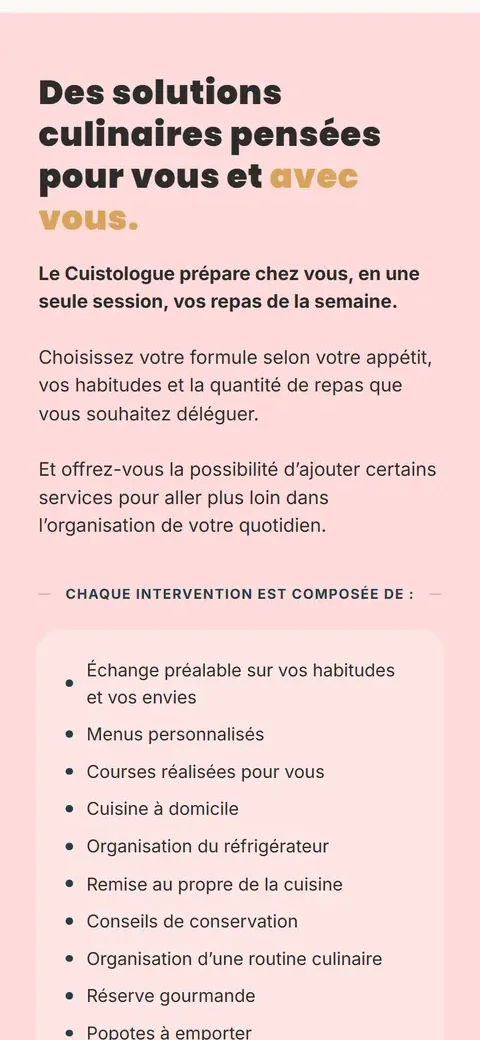 Des solutions
culinaires pensées
pour vous et avec
vous.
Le Cuistologue prépare chez vous, en une
seule session, vos repas de la semaine.
Choisissez votre formule selon votre appétit,
vos habitudes et la quantité de repas que
vous souhaitez déléguer.
Et offrez-vous la possibilité d’ajouter certains
services pour aller plus loin dans
l’organisation de votre quotidien.
CHAQUE INTERVENTION EST COMPOSÉE DE :
Échange préalable sur vos habitudes
et vos envies
Menus personnalisés
Courses réalisées pour vous
Cuisine à domicile
Organisation du réfrigérateur
Remise au propre de la cuisine
Conseils de conservation
Organisation d’une routine culinaire
Réserve gourmande
Popotes à emporter